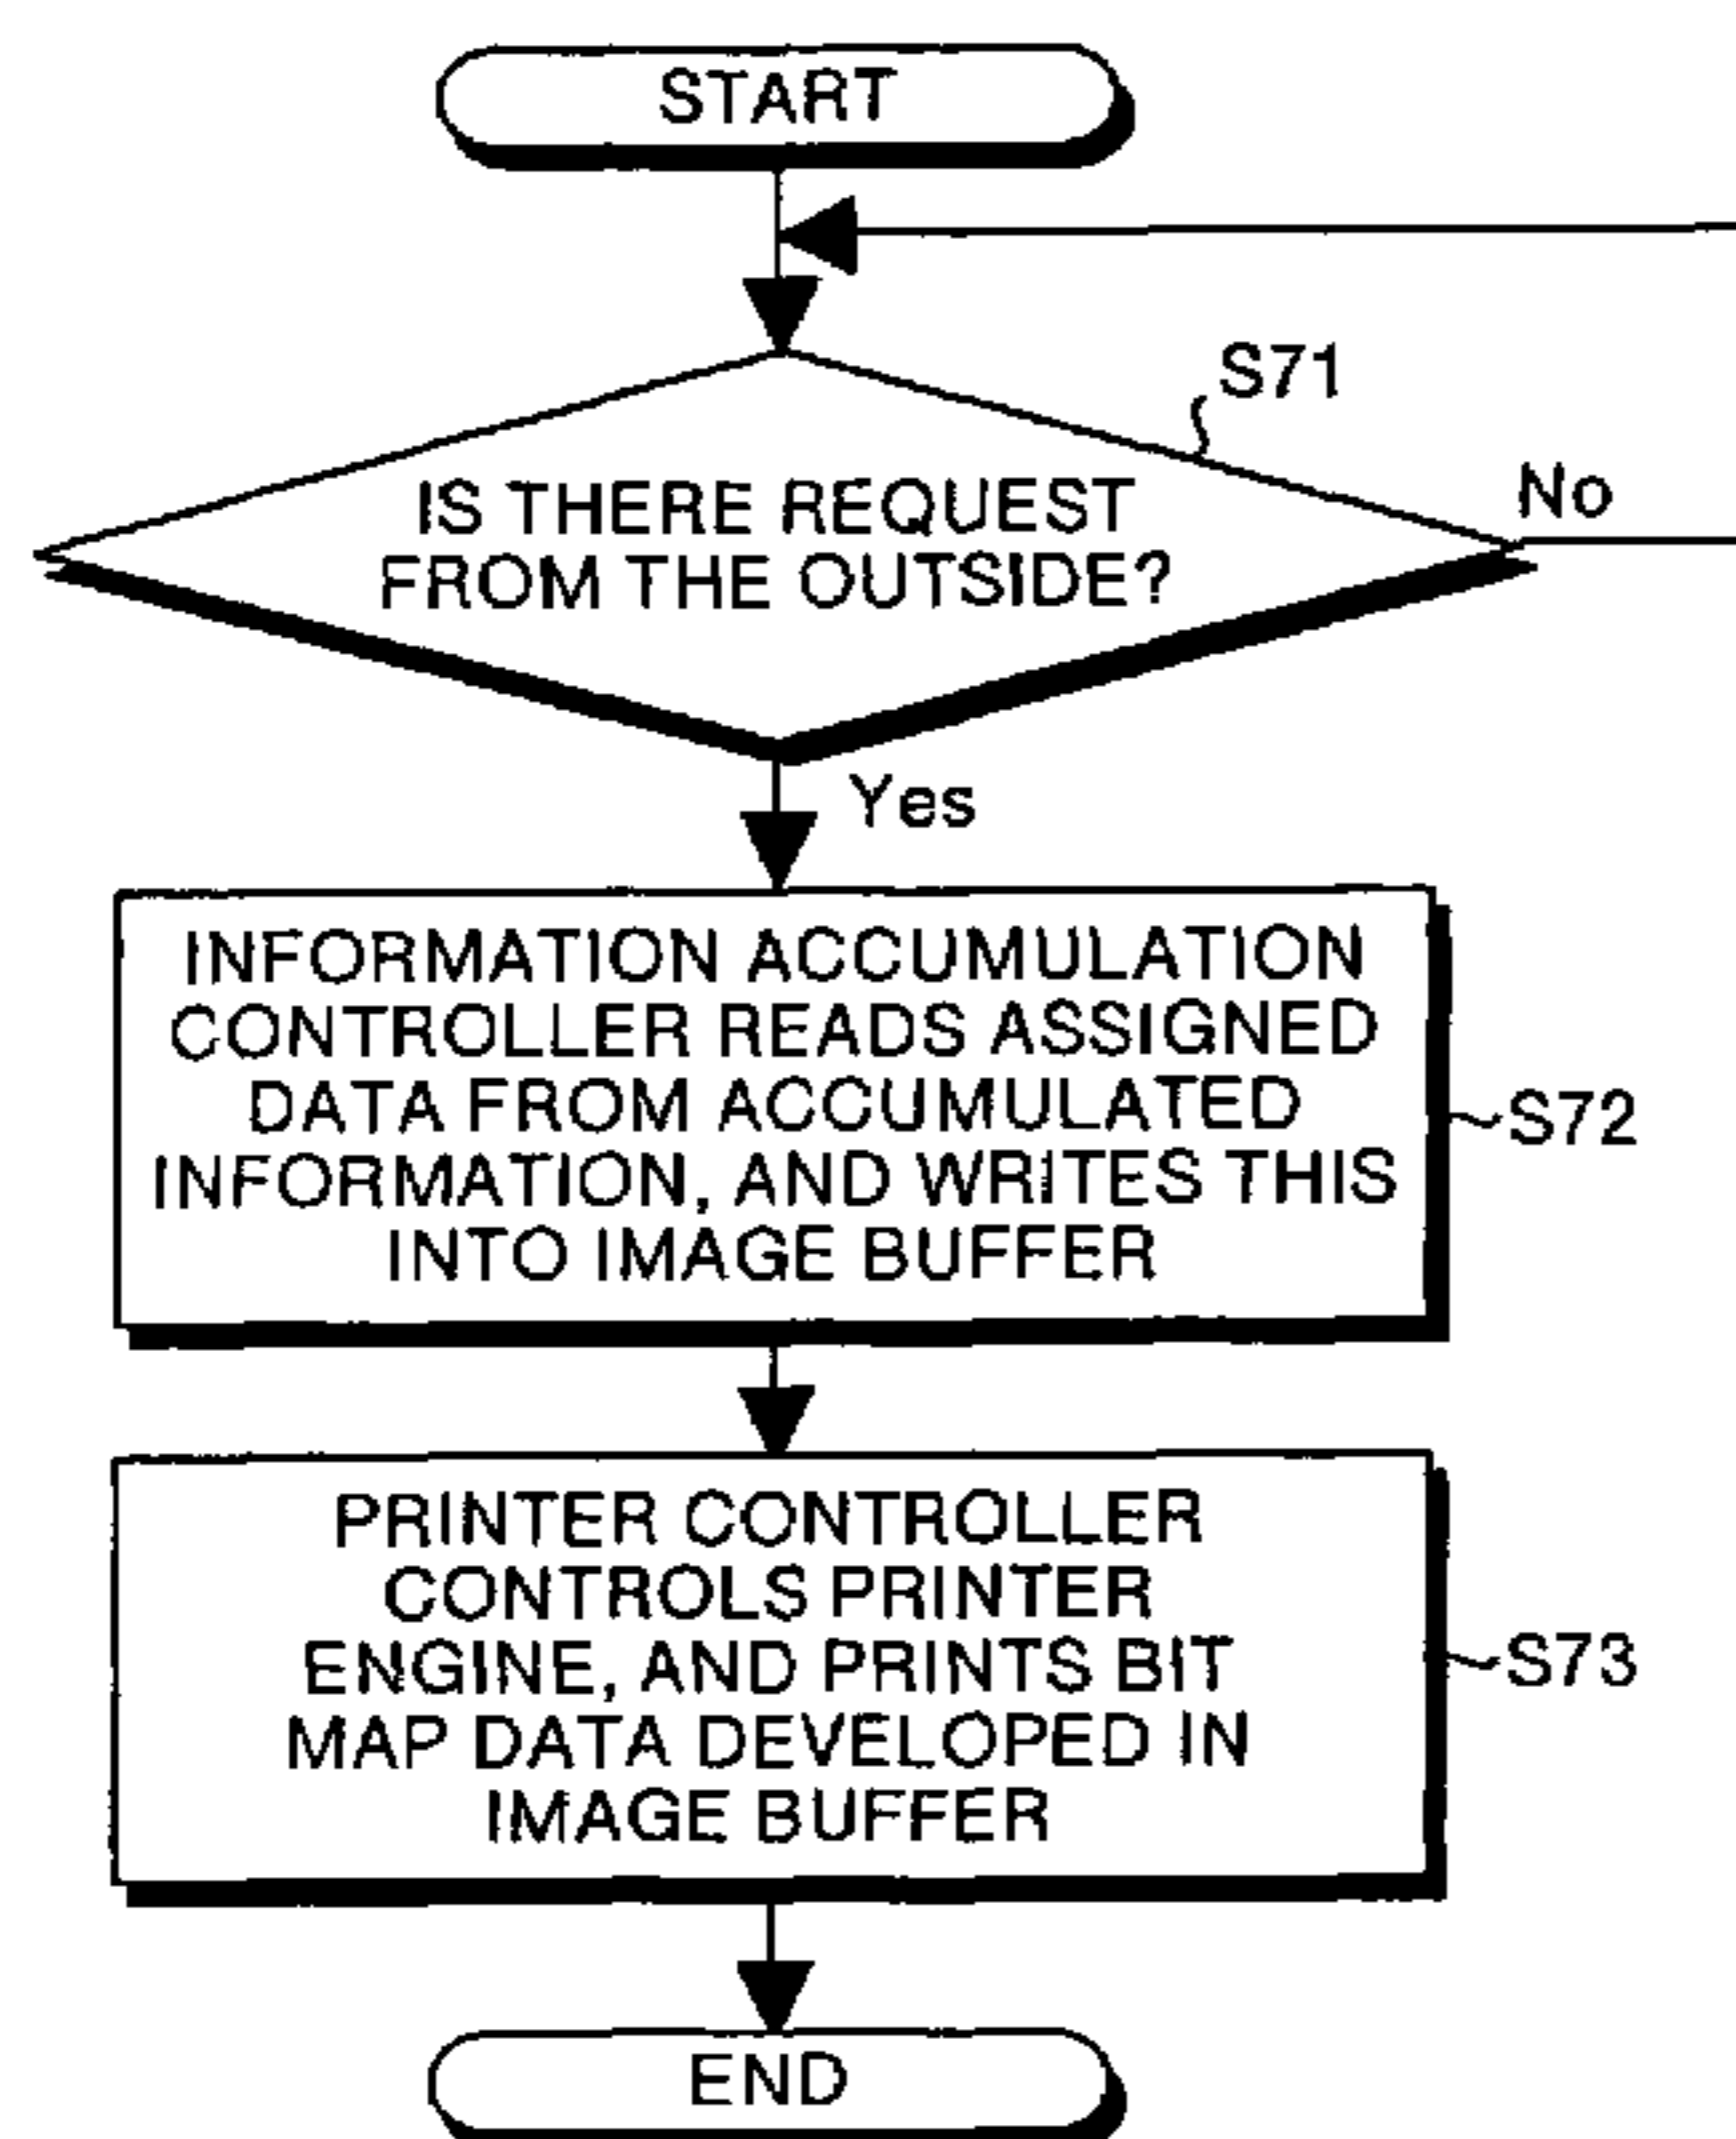 START
S71
IS THERE REQUEST
FROM THE OUTSIDE?
No
Yes
INFORMATION ACCUMULATION
CONTROLLER READS ASSIGNED
DATA FROM ACCUMULATED
INFORMATION, AND WRITES THIS
INTO IMAGE BUFFER
S72
PRINTER CONTROLLER
CONTROLS PRINTER
ENGINE, AND PRINTS BIT
MAP DATA DEVELOPED IN
IMAGE BUFFER
S73
END